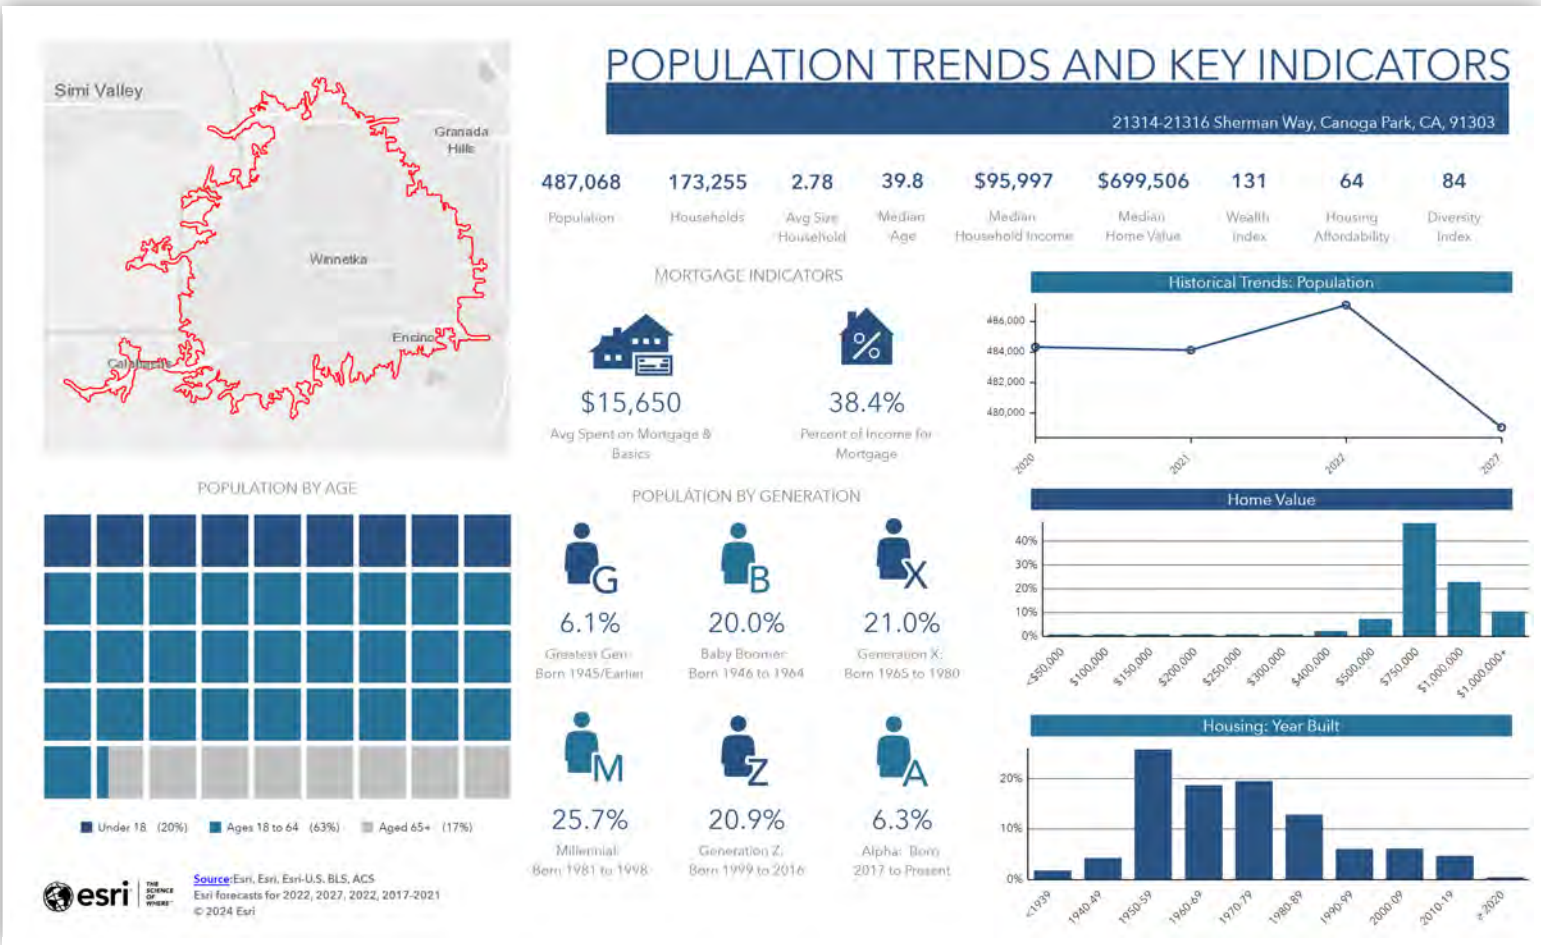 POPULATION TRENDS AND KEY INDICATORS
21314-21316 Sherman Way, Canoga Park, CA, 91303
Simi Valley
Granada
Hills
Winnetka
Encino
Calabasas
487,068
Population
173,255
Households
2.78
Avg Size
Household
39.8
Median
Age
$95,997
Median
Household Income
$699,506
Median
Home Value
131
Wealth
Index
64
Housing
Affordability
84
Diversity
Index
MORTGAGE INDICATORS
$15,650
Avg Spent on Mortgage &
Basics
%
38.4%
Percent of Income for
Mortgage
Historical Trends: Population
486,000
484,000
482,000
480,000
2020
2021
2022
2027
POPULATION BY AGE
Under 18 (20%)
Ages 18 to 64 (63%)
Aged 65+ (17%)
POPULATION BY GENERATION
G
6.1%
Greatest Gen:
Born 1945/Earlier
B
20.0%
Baby Boomer:
Born 1946 to 1964
X
21.0%
Generation X:
Born 1965 to 1980
M
25.7%
Millennial:
Born 1981 to 1998
Z
20.9%
Generation Z:
Born 1999 to 2016
A
6.3%
Alpha: Born
2017 to Present
Home Value
40%
30%
20%
10%
0%
<$50,000
$100,000
$150,000
$200,000
$250,000
$300,000
$400,000
$500,000
$750,000
$1,000,000
$1,000,000+
Housing: Year Built
20%
10%
0%
<1939
1940-49
1950-59
1960-69
1970-79
1980-89
1990-99
2000-09
2010-19
≥2020
esri
THE
SCIENCE
OF
WHERE™
Source:Esri, Esri, Esri-U.S. BLS, ACS
Esri forecasts for 2022, 2027, 2022, 2017-2021
© 2024 Esri